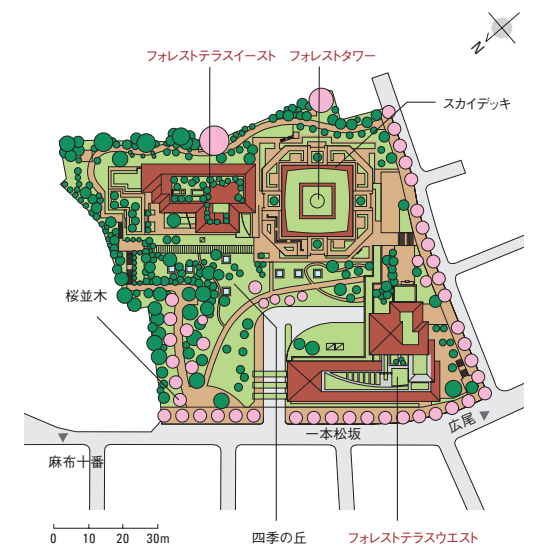 N
フォレストテラスイースト
フォレストタワー
スカイデッキ
桜並木
広尾
一本松坂
麻布十番
0 10 20 30m
四季の丘
フォレストテラスウエスト